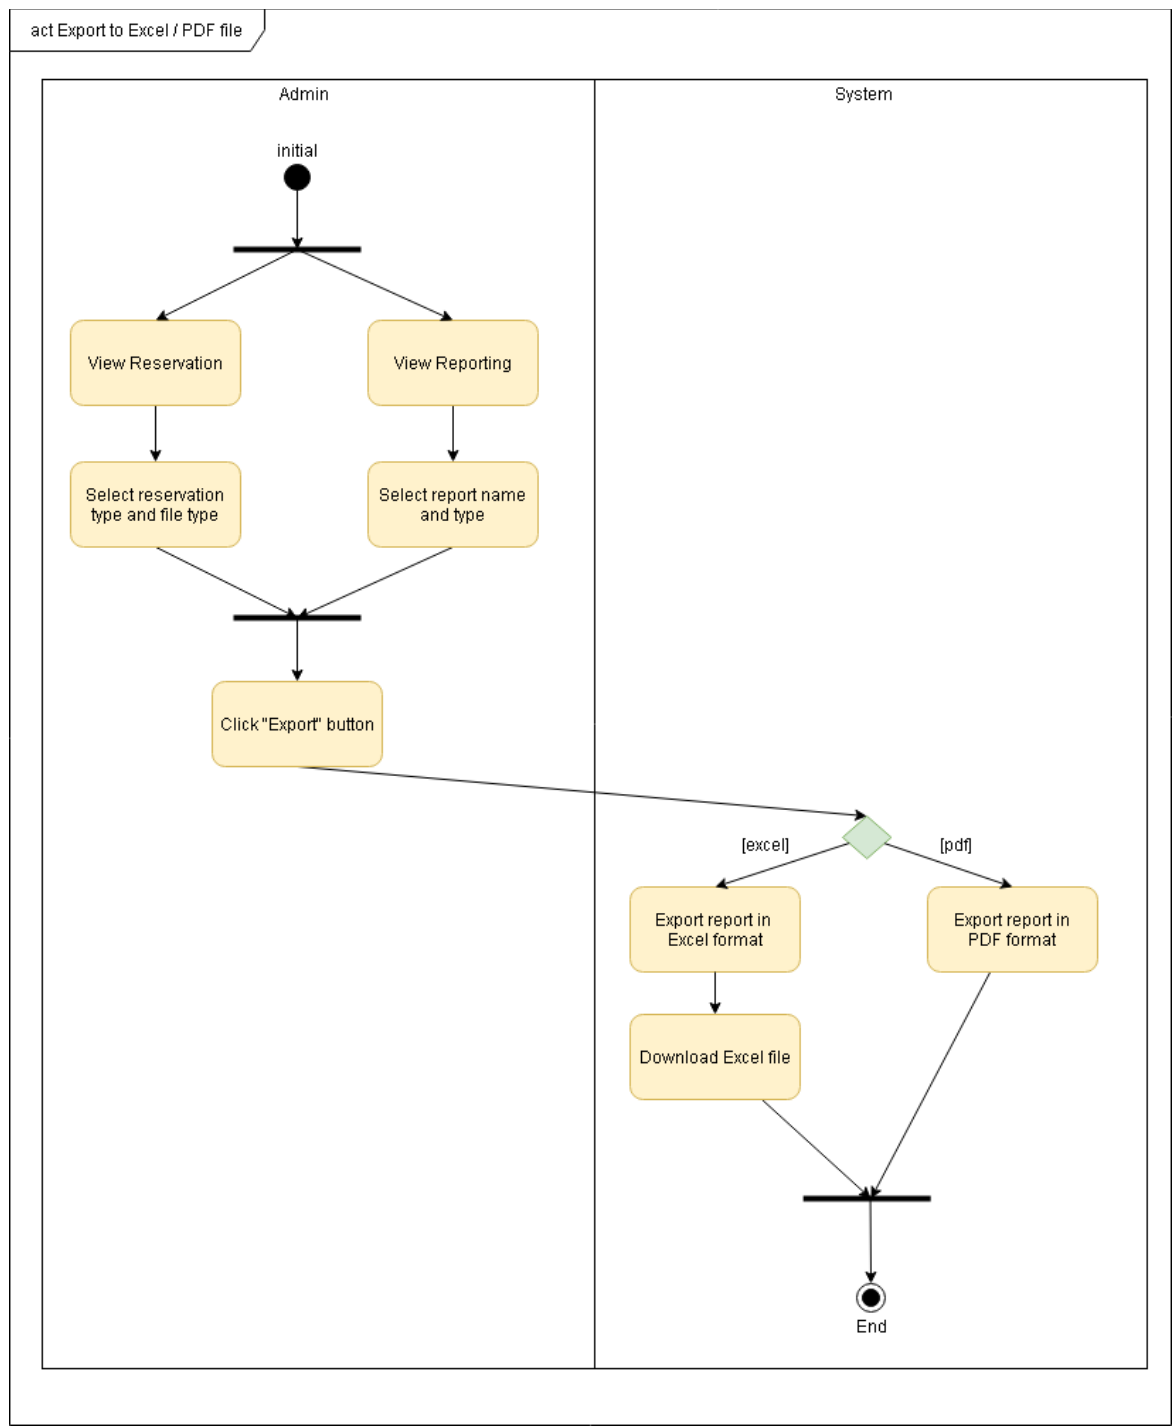 act Export to Excel / PDF file
Admin
System
initial
View Reservation
View Reporting
Select reservation
type and file type
Select report name
and type
Click "Export" button
[excel]
[pdf]
Export report in
Excel format
Export report in
PDF format
Download Excel file
End